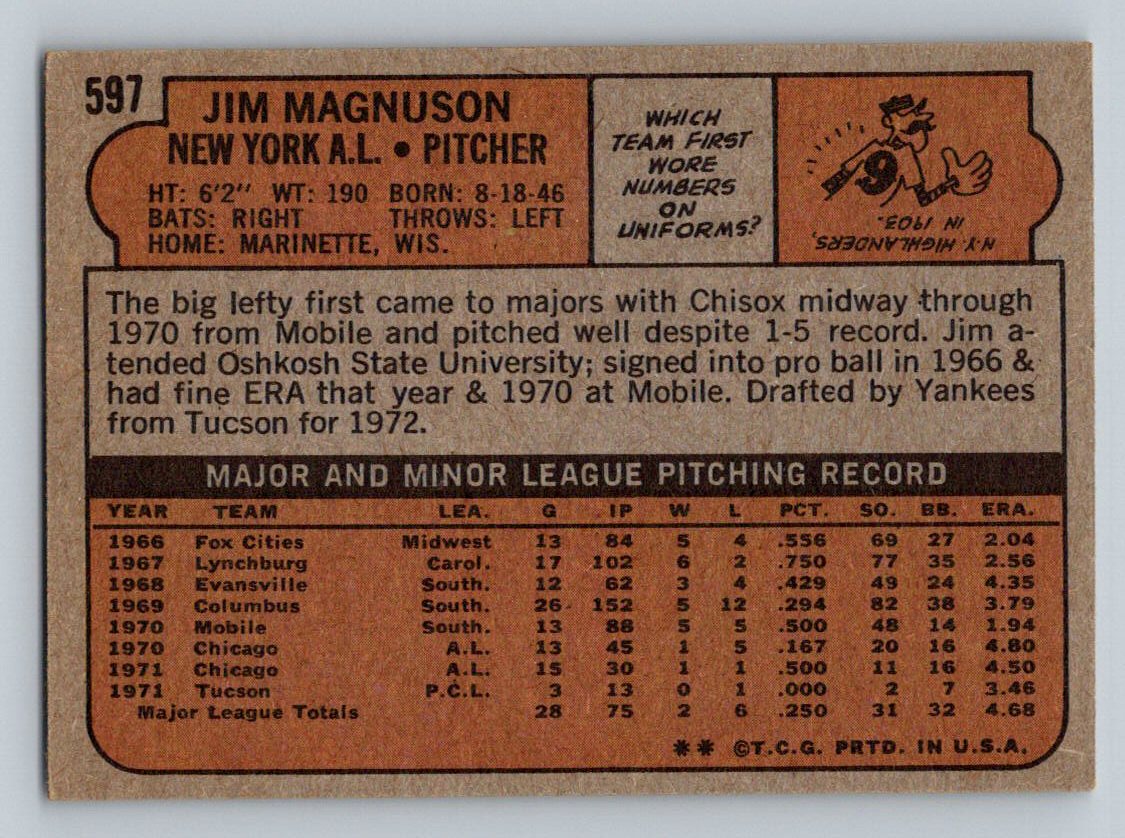 597
JIM MAGNUSON
NEW YORK A.L. • PITCHER
HT: 6'2" WT: 190 BORN: 8-18-46
BATS: RIGHT THROWS: LEFT
HOME: MARINETTE, WIS.
WHICH
TEAM FIRST
WORE
NUMBERS
ON
UNIFORMS?
9
N.Y. HIGHLANDERS,
IN 1903.
The big lefty first came to majors with Chisox midway through
1970 from Mobile and pitched well despite 1-5 record. Jim a-
tended Oshkosh State University; signed into pro ball in 1966 &
had fine ERA that year & 1970 at Mobile. Drafted by Yankees
from Tucson for 1972.
MAJOR AND MINOR LEAGUE PITCHING RECORD
YEAR TEAM LEA. G IP W L PCT. SO. BB. ERA.
1966 Fox Cities Midwest 13 84 5 4 .556 69 27 2.04
1967 Lynchburg Carol. 17 102 6 2 .750 77 35 2.56
1968 Evansville South. 12 62 3 4 .429 49 24 4.35
1969 Columbus South. 26 152 5 12 .294 82 38 3.79
1970 Mobile South. 13 88 5 5 .500 48 14 1.94
1970 Chicago A.L. 13 45 1 5 .167 20 16 4.80
1971 Chicago A.L. 15 30 1 1 .500 11 16 4.50
1971 Tucson P.C.L. 3 13 0 1 .000 2 7 3.46
Major League Totals 28 75 2 6 .250 31 32 4.68
** ©T.C.G. PRTD. IN U.S.A.